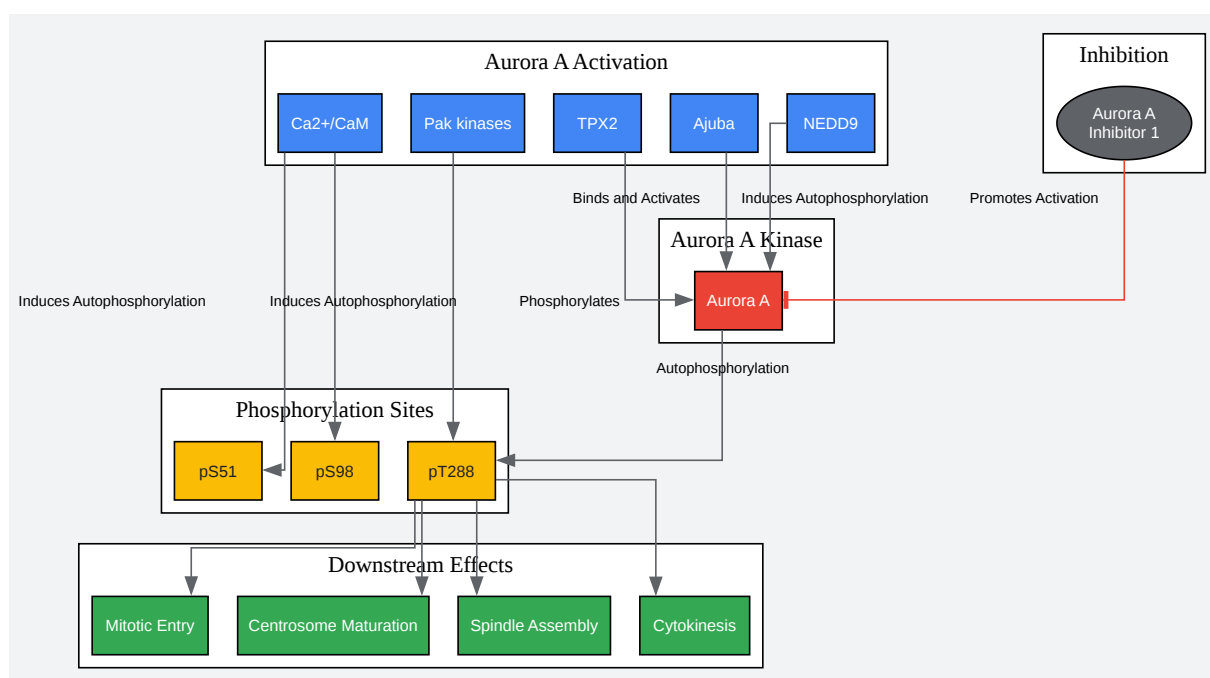 Aurora A Activation
Inhibition
Ca2+/CaM
Pak kinases
TPX2
Ajuba
NEDD9
Aurora A
Inhibitor 1
Binds and Activates
Induces Autophosphorylation
Promotes Activation
Aurora A Kinase
Induces Autophosphorylation
Induces Autophosphorylation
Phosphorylates
Aurora A
Autophosphorylation
Phosphorylation Sites
pS51
pS98
pT288
Downstream Effects
Mitotic Entry
Centrosome Maturation
Spindle Assembly
Cytokinesis